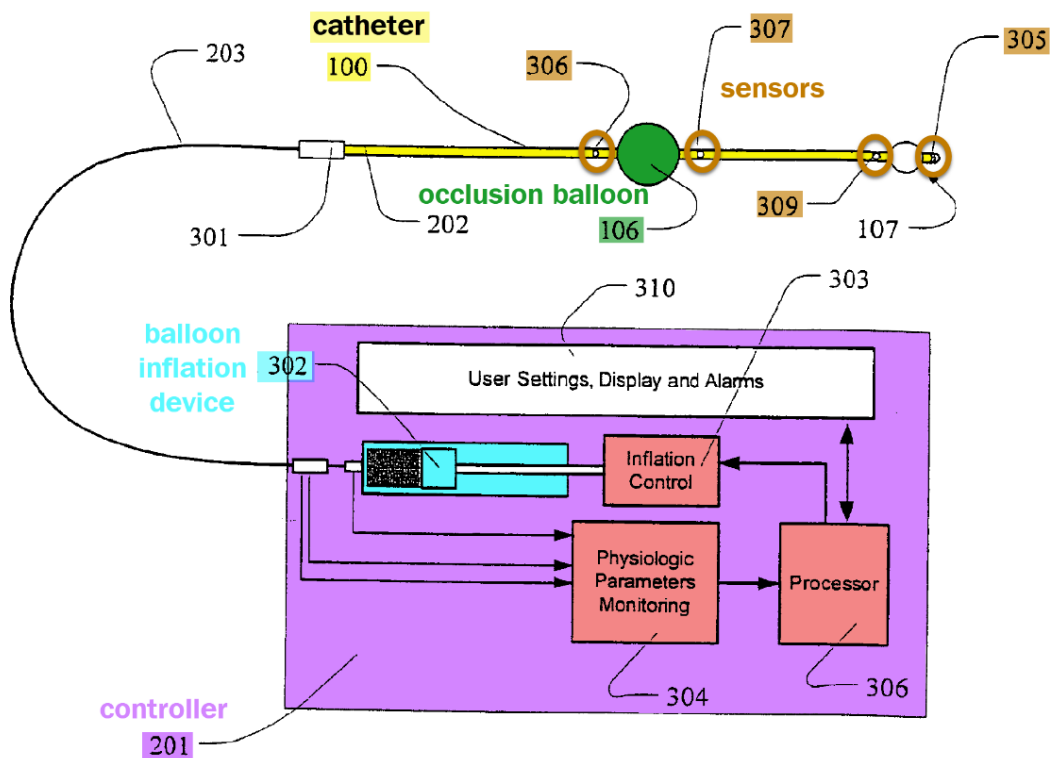 catheter
307
305
203
100
306
sensors
occlusion balloon
309
301
202
106
107
303
310
balloon
inflation
device
302
User Settings, Display and Alarms
Inflation
Control
Physiologic
Parameters
Monitoring
Processor
304
306
controller
201